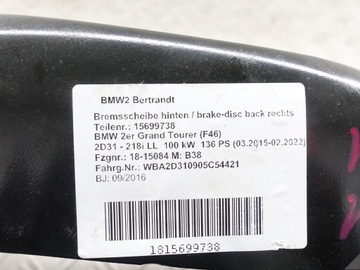 BMW2 Bertrandt
Bremsscheibe hinten / brake-disc back rechts
Teilenr.: 15699738
BMW 2er Grand Tourer (F46)
2D31 - 218i LL 100 kW 136 PS (03.2015-02.2022)
Fzgnr.: 18-15084 M: B38
Fahrg.Nr.: WBA2D310905C54421
BJ: 09/2016
1815699738